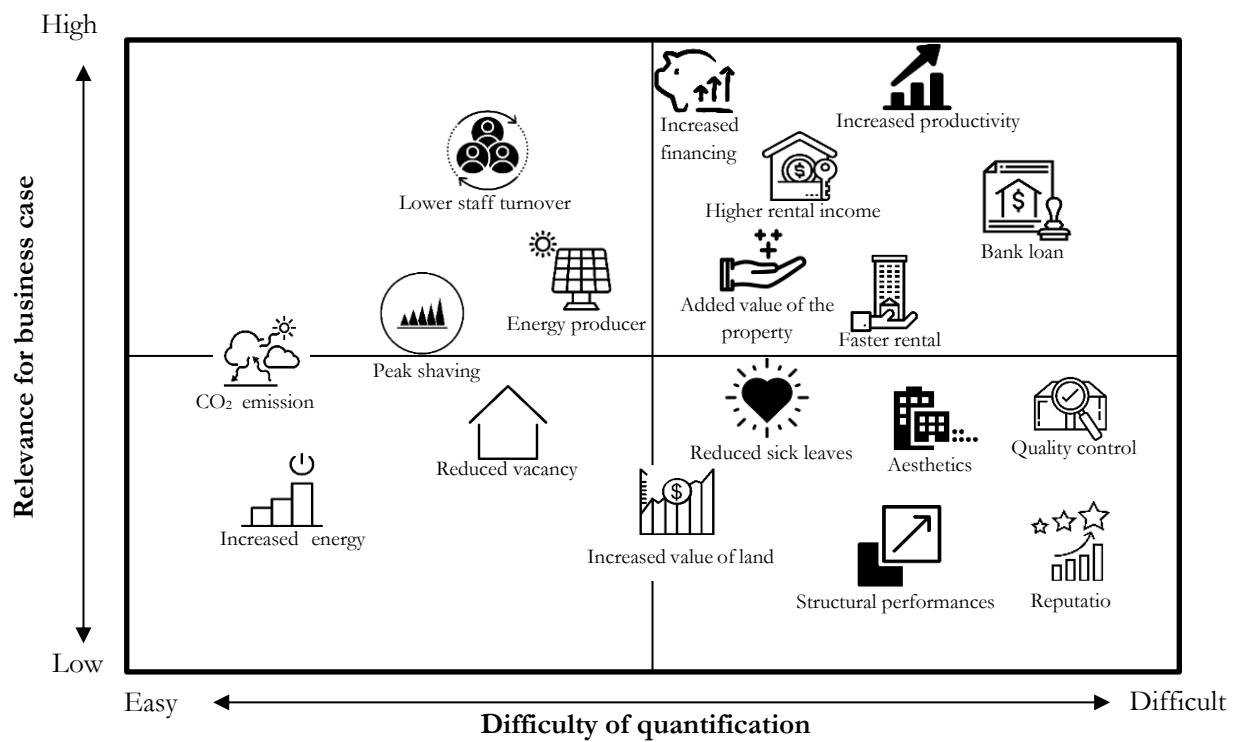 High
Increased
financing
Increased productivity
Lower staff turnover
Higher rental income
Bank loan
Energy producer
Added value of the
property
Faster rental
Peak shaving
CO2 emission
Reduced vacancy
Reduced sick leaves
Aesthetics
Quality control
Increased energy
Increased value of land
Structural performances
Reputatio
Relevance for business case
Low
Easy
Difficult
Difficulty of quantification
$
$
$